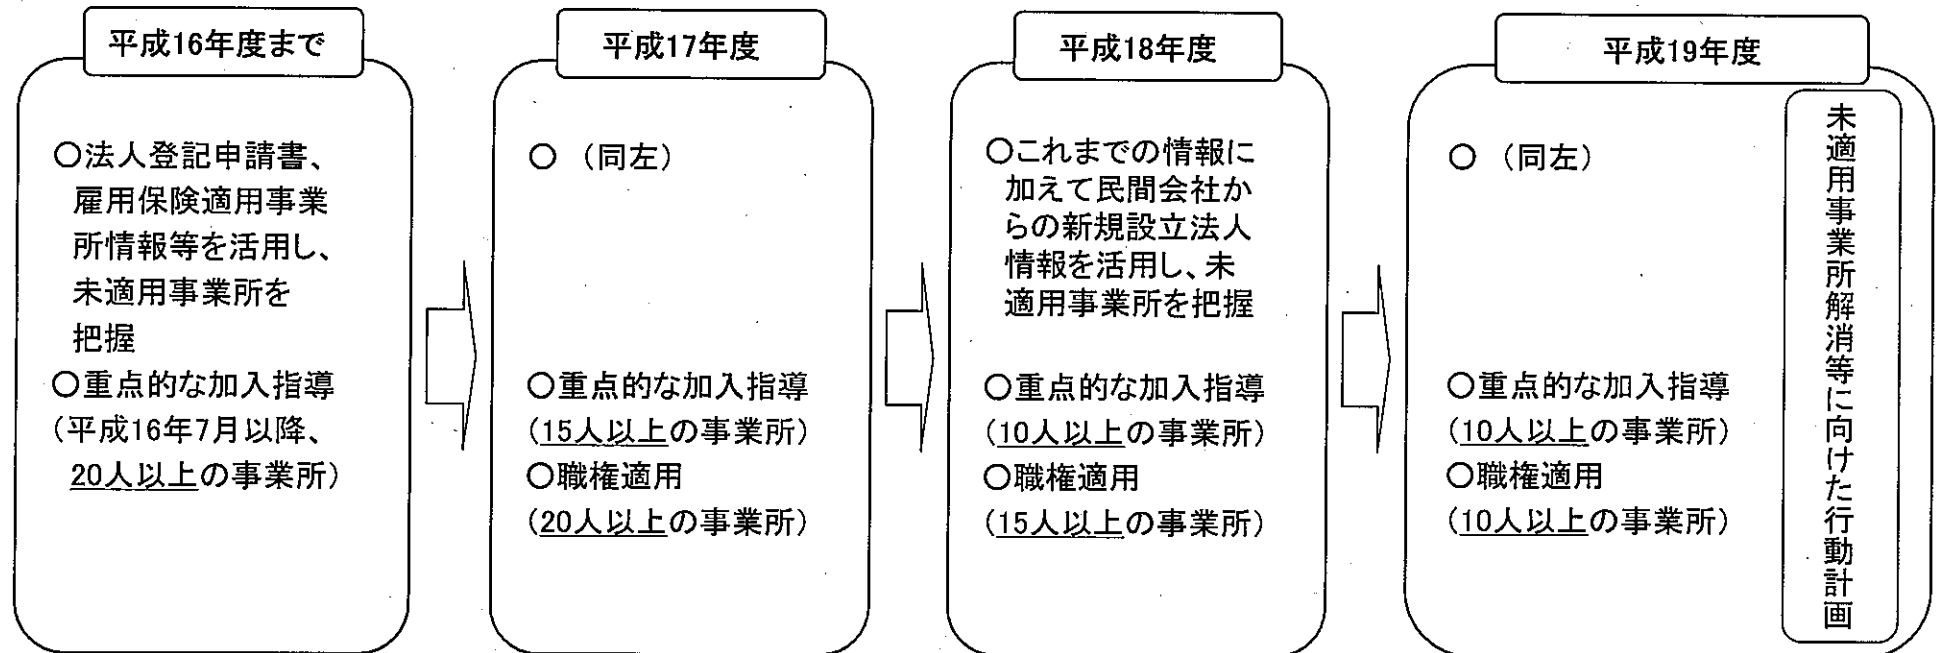 平成16年度まで
○法人登記申請書、
雇用保険適用事業
所情報等を活用し、
未適用事業所を
把握
○重点的な加入指導
(平成16年7月以降、
20人以上の事業所)
平成17年度
○ (同左)
○重点的な加入指導
(15人以上の事業所)
○職権適用
(20人以上の事業所)
平成18年度
○これまでの情報に
加えて民間会社か
らの新規設立法人
情報を活用し、未
適用事業所を把握
○重点的な加入指導
(10人以上の事業所)
○職権適用
(15人以上の事業所)
平成19年度
○ (同左)
○重点的な加入指導
(10人以上の事業所)
○職権適用
(10人以上の事業所)
未適用事業所解消等に向けた行動計画